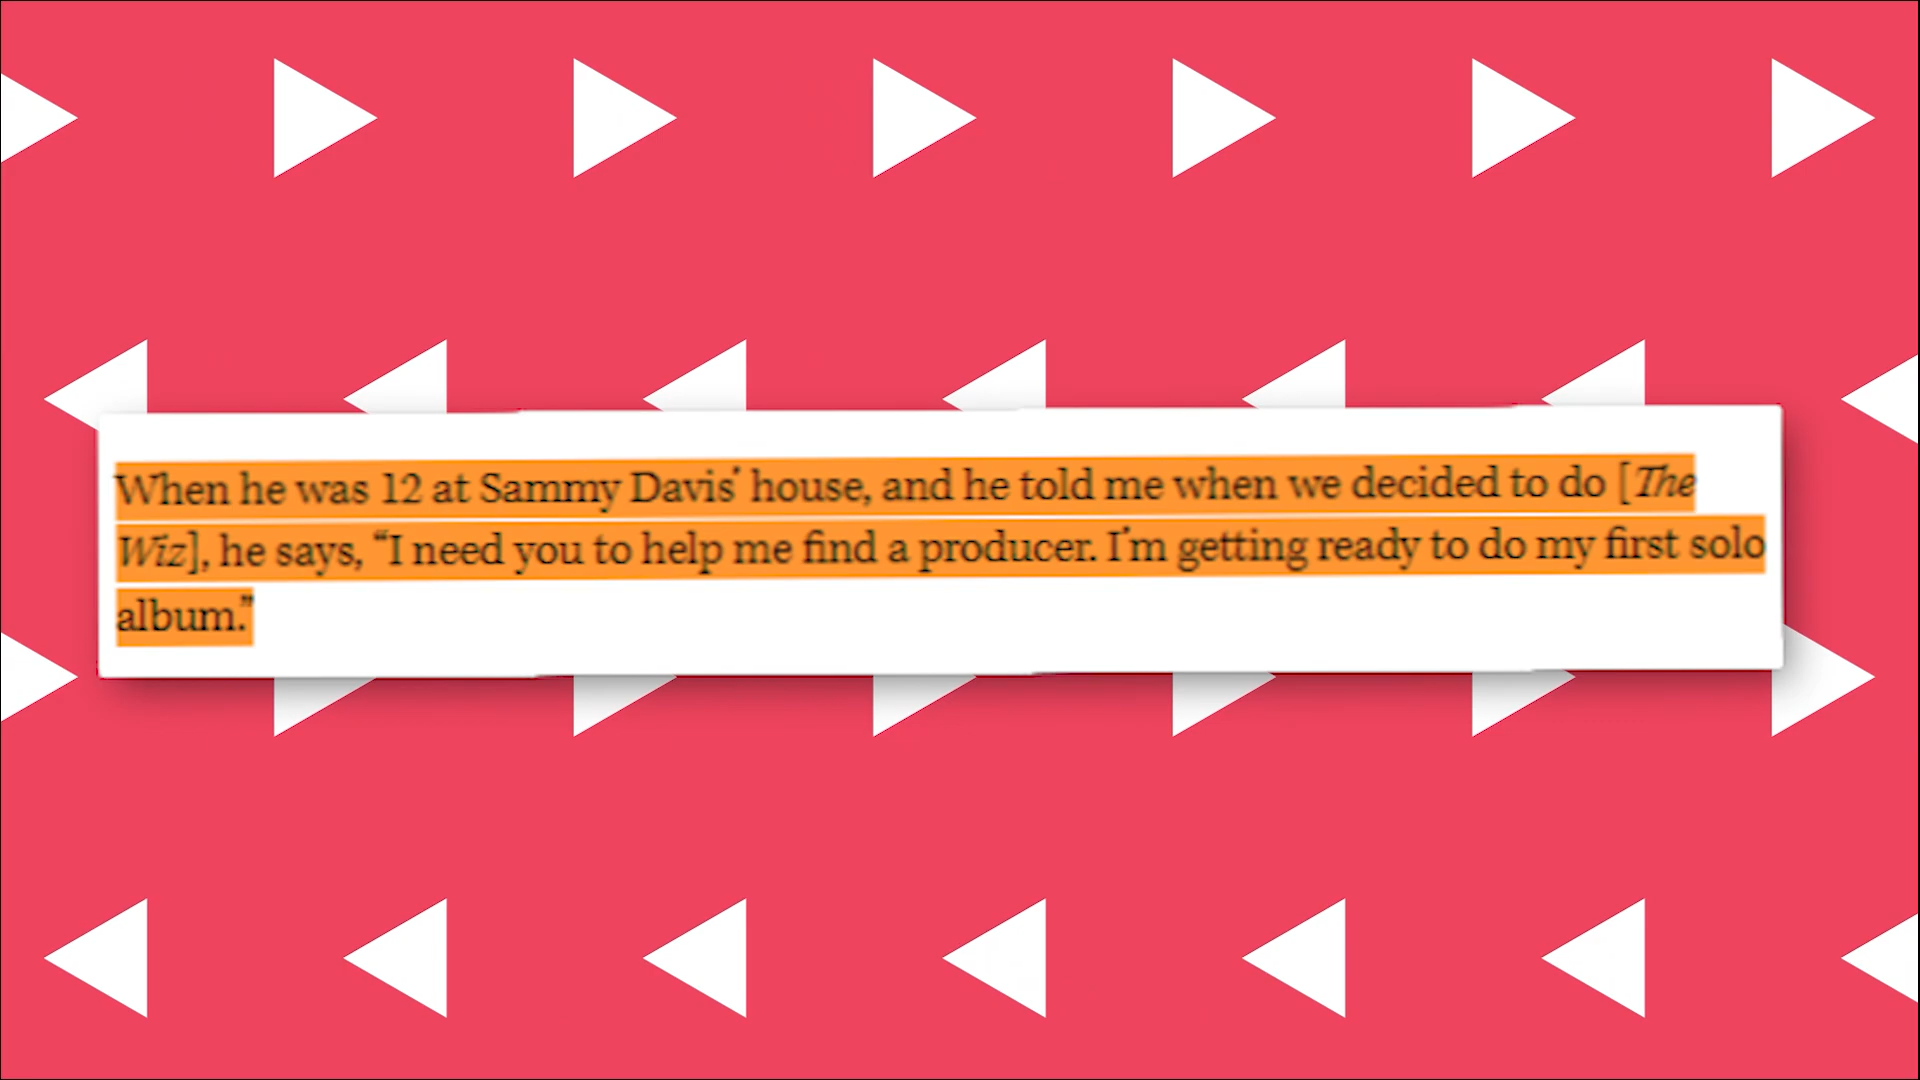 When he was 12 at Sammy Davis' house, and he told me when we decided to do [The
Wiz], he says, “I need you to help me find a producer. I'm getting ready to do my first solo
album.”